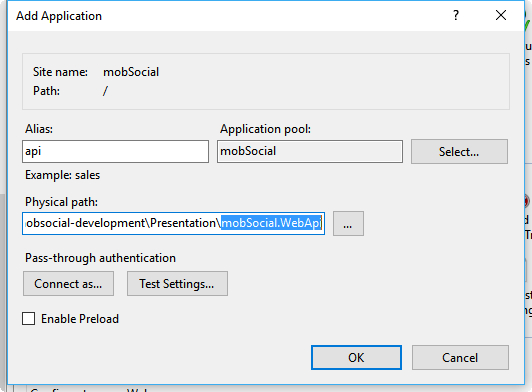 Add Application
?
Site name: mobSocial
Path: /
Alias:
Application pool:
api
mobSocial
Select...
Example: sales
Physical path:
obsocial-development\Presentation\mobSocial.WebApi
...
Pass-through authentication
Connect as...
Test Settings...
Enable Preload
OK
Cancel